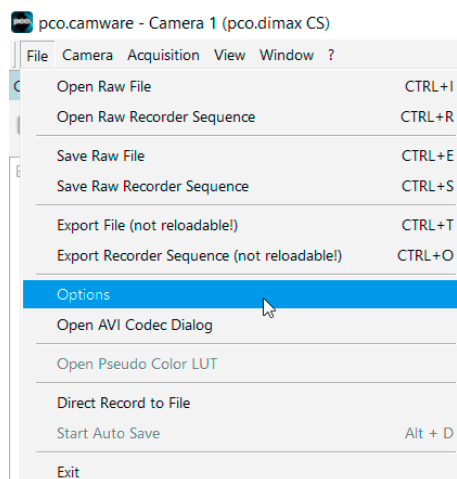 pco. pco.camware - Camera 1 (pco.dimax CS)
File Camera Acquisition View Window ?
Open Raw File CTRL+I
Open Raw Recorder Sequence CTRL+R
Save Raw File CTRL+E
Save Raw Recorder Sequence CTRL+S
Export File (not reloadable!) CTRL+T
Export Recorder Sequence (not reloadable!) CTRL+O
Options
Open AVI Codec Dialog
Open Pseudo Color LUT
Direct Record to File
Start Auto Save Alt + D
Exit